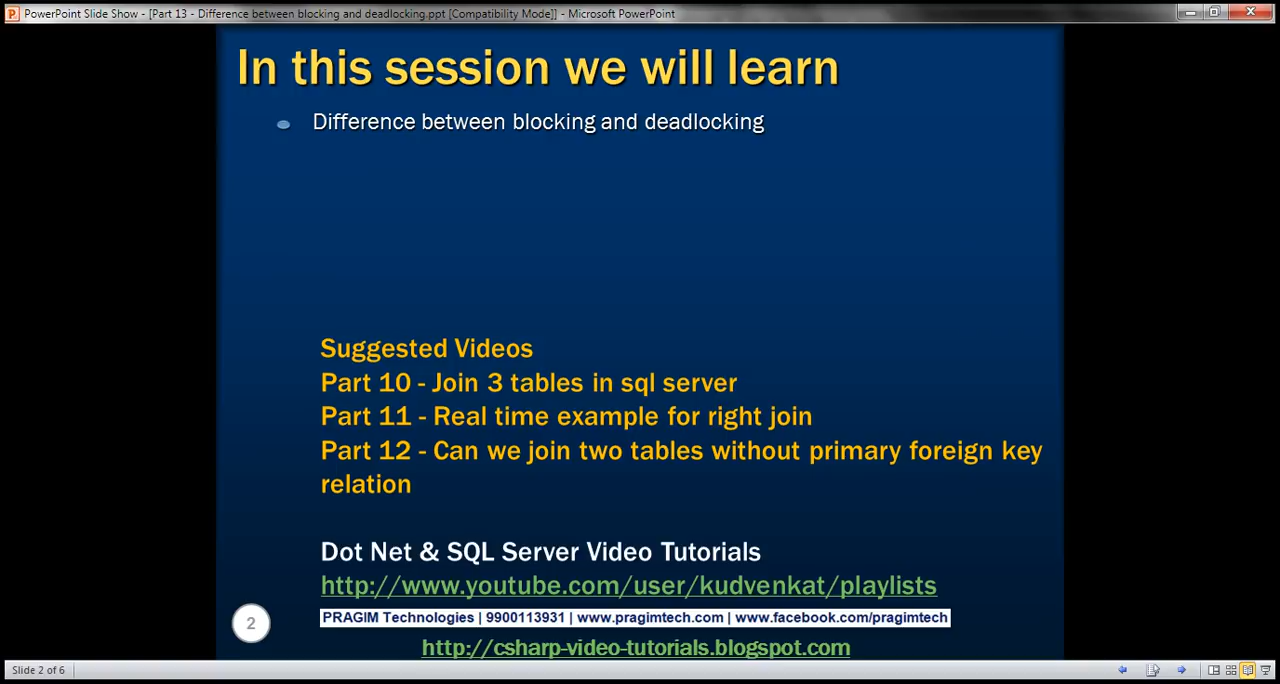 PowerPoint Slide Show - [Part 13 - Difference between blocking and deadlocking.ppt [Compatibility Mode]] - Microsoft PowerPoint
In this session we will learn
Difference between blocking and deadlocking
Suggested Videos
Part 10 - Join 3 tables in sql server
Part 11 - Real time example for right join
Part 12 - Can we join two tables without primary foreign key
relation
Dot Net & SQL Server Video Tutorials
http://www.youtube.com/user/kudvenkat/playlists
PRAGIM Technologies | 9900113931 | www.pragimtech.com | www.facebook.com/pragimtech
2
http://csharp-video-tutorials.blogspot.com
Slide 2 of 6